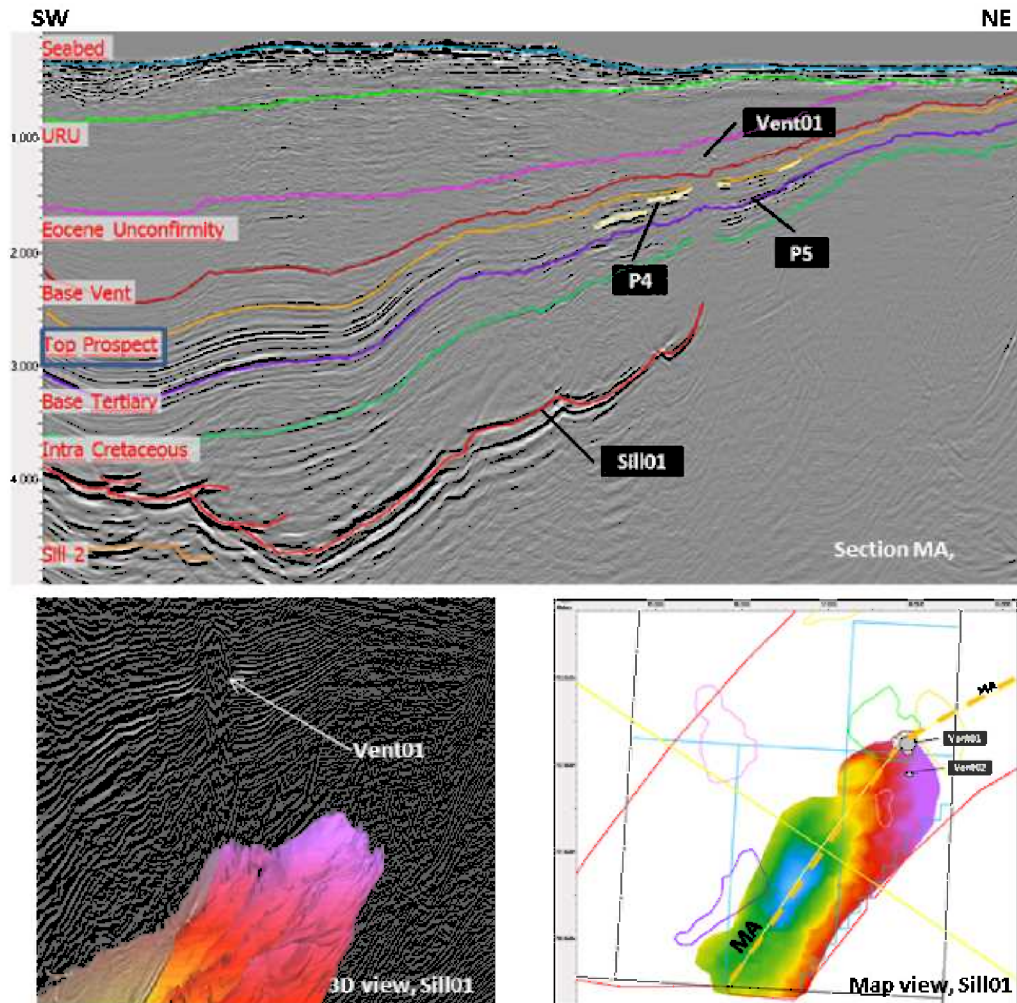 SW
NE
Seabed
1,000
URU
Vent01
Eocene Unconfirmity
2,000
P4
P5
Base Vent
Top Prospect
3,000
Base Tertiary
Intra Cretaceous
Sill01
4,000
Sill 2
Section MA,
Vent01
3D view, Sill01
MA
Vent01
Vent02
MA
Map view, Sill01